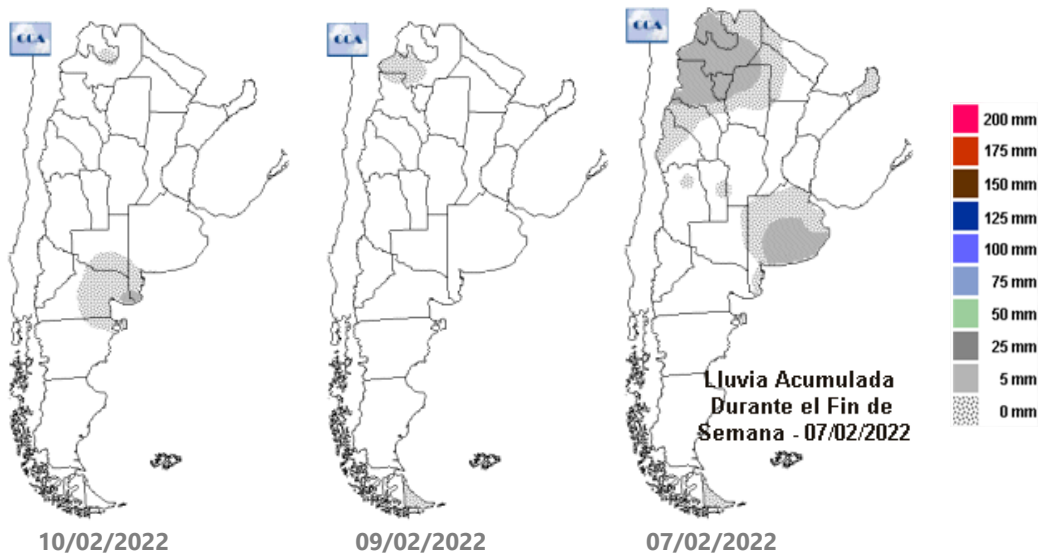 CCA
CCA
CCA
200 mm
175 mm
150 mm
125 mm
100 mm
75 mm
50 mm
25 mm
5 mm
0 mm
Lluvia Acumulada
Durante el Fin de
Semana - 07/02/2022
10/02/2022
09/02/2022
07/02/2022